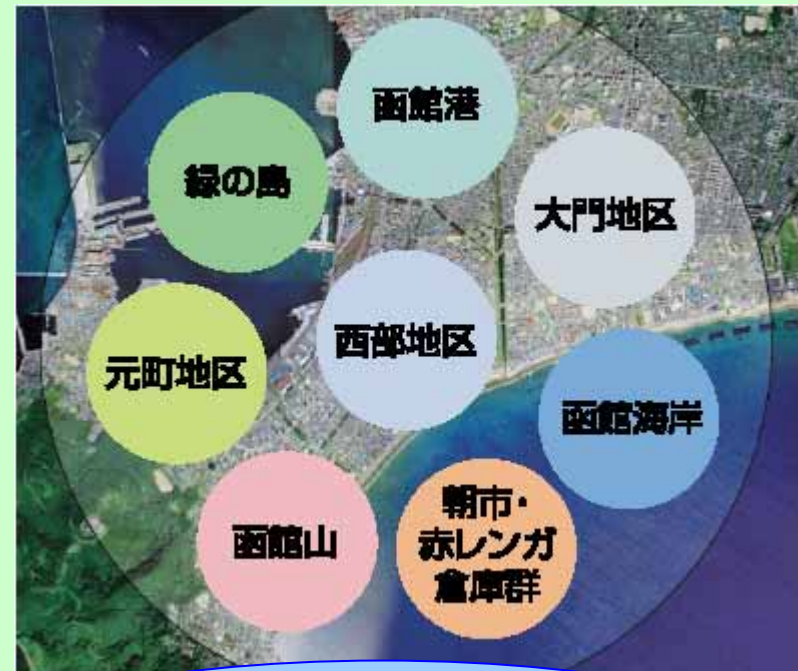 函館港
緑の島
大門地区
西部地区
元町地区
函館海岸
函館山
朝市・
赤レンガ
倉庫群